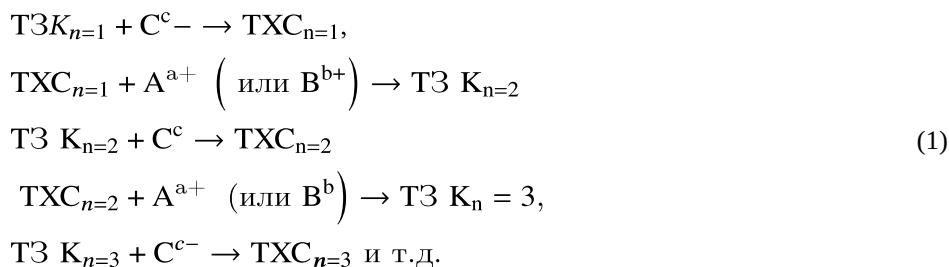 ТЗK_{n=1} + C^{c}− → ТХС_{n=1},
ТХС_{n=1} + A^{a+} ( или B^{b+}) → ТЗ K_{n=2}
ТЗ K_{n=2} + C^{c} → ТХС_{n=2} (1)
ТХС_{n=2} + A^{a+} (или B^{b}) → ТЗ K_{n} = 3,
ТЗ K_{n=3} + C^{c−} → ТХС_{n=3} и т.д.